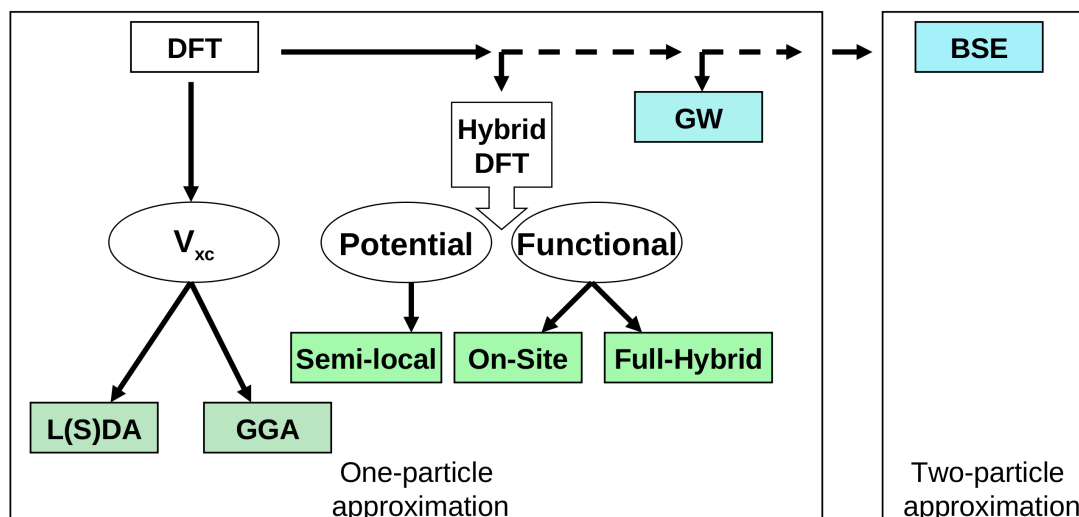 DFT
BSE
GW
Hybrid
DFT
Vxc
Potential
Functional
Semi-local
On-Site
Full-Hybrid
L(S)DA
GGA
One-particle
approximation
Two-particle
approximation